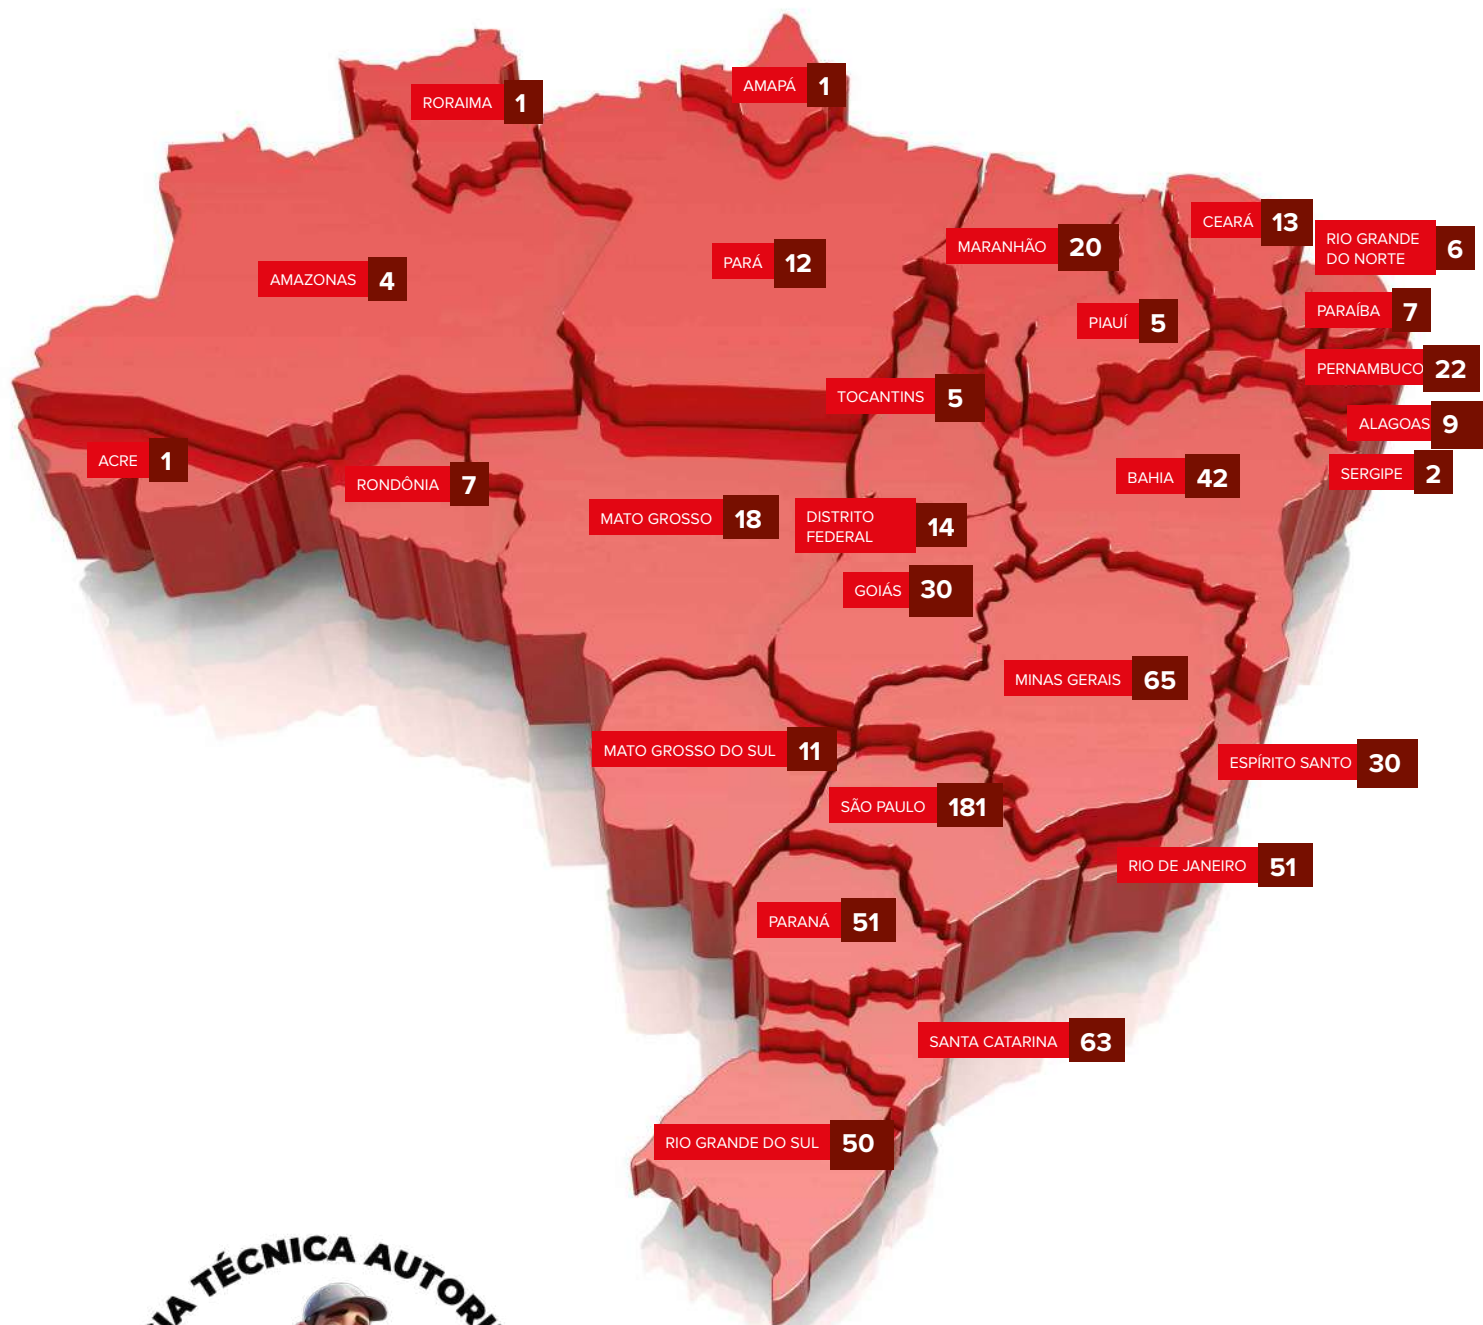 AMAPÁ 1
RORAIMA 1
CEARÁ 13
MARANHÃO 20
RIO GRANDE
DO NORTE 6
PARÁ 12
AMAZONAS 4
PARAÍBA 7
PIAUÍ 5
PERNAMBUCO 22
TOCANTINS 5
ALAGOAS 9
ACRE 1
SERGIPE 2
BAHIA 42
RONDÔNIA 7
MATO GROSSO 18
DISTRITO
FEDERAL 14
GOIÁS 30
MINAS GERAIS 65
MATO GROSSO DO SUL 11
ESPÍRITO SANTO 30
SÃO PAULO 181
RIO DE JANEIRO 51
PARANÁ 51
SANTA CATARINA 63
RIO GRANDE DO SUL 50
TÉCNICA